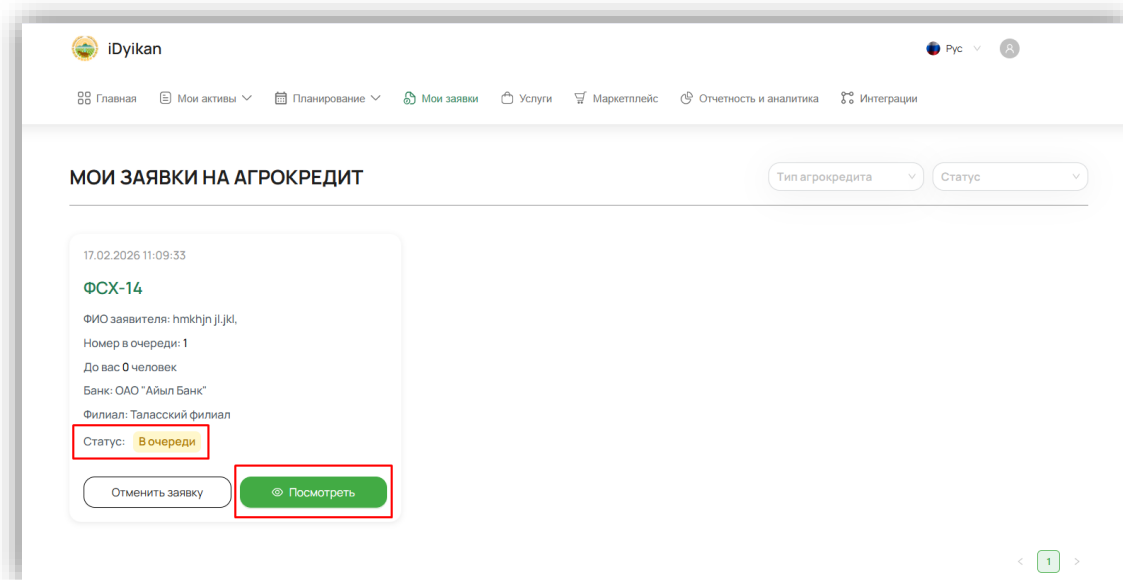 iDyikan
Рус
Главная Мои активы Планирование Мои заявки Услуги Маркетплейс Отчетность и аналитика Интеграции
МОИ ЗАЯВКИ НА АГРОКРЕДИТ
Тип агрокредита Статус
17.02.2026 11:09:33
ФСХ-14
ФИО заявителя: hmkhjn jl.jkl,
Номер в очереди: 1
До вас 0 человек
Банк: ОАО "Айыл Банк"
Филиал: Таласский филиал
Статус: В очереди
Отменить заявку Посмотреть
1